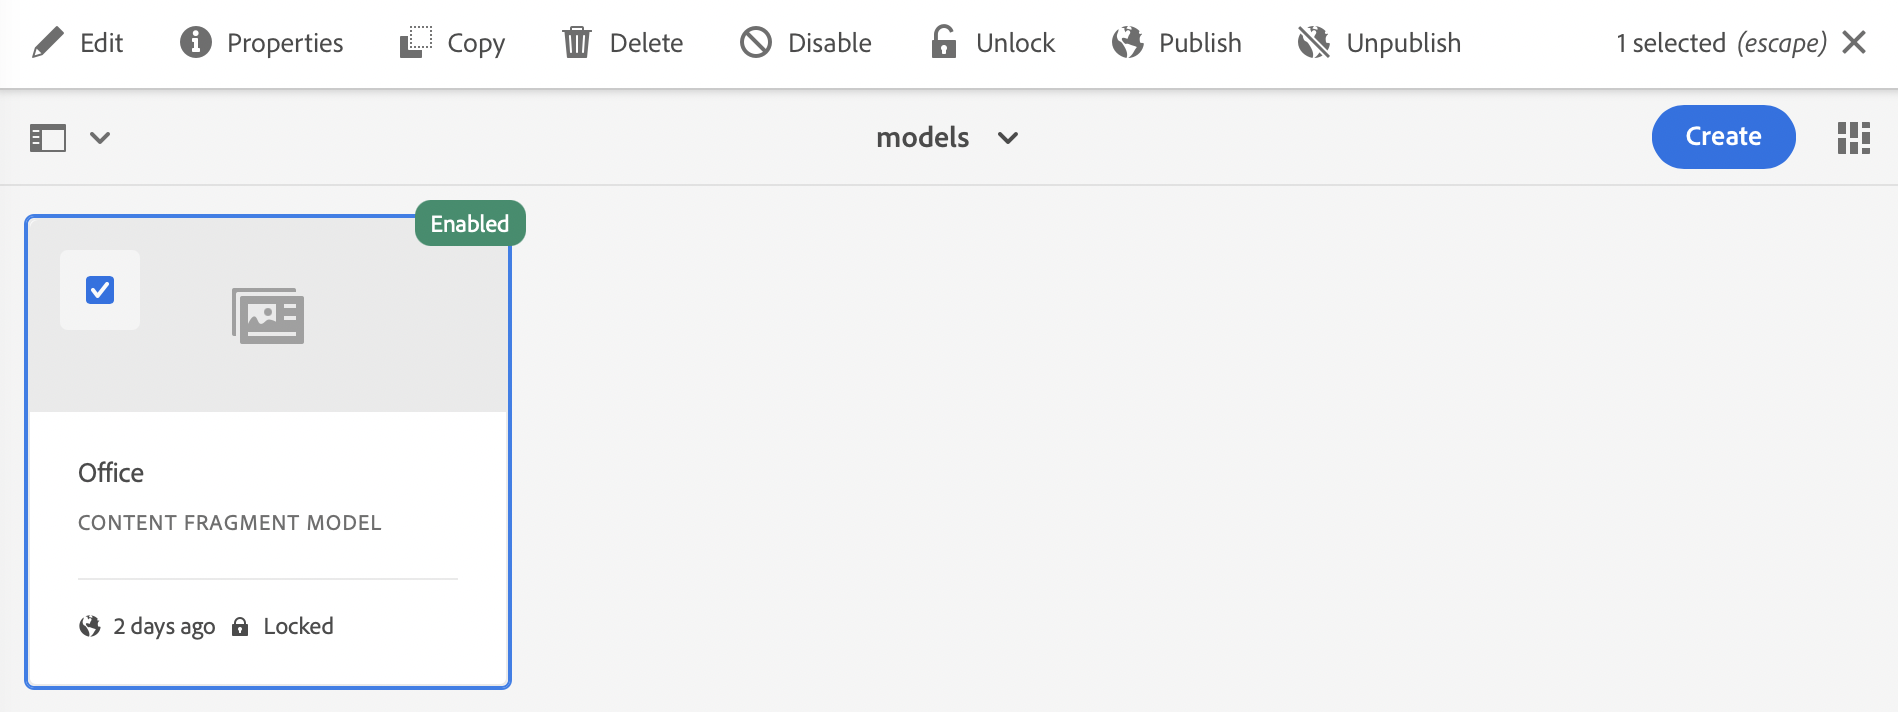 Edit Properties Copy Delete Disable Unlock Publish Unpublish 1 selected (escape)
models Create
Enabled
Office
CONTENT FRAGMENT MODEL
2 days ago Locked